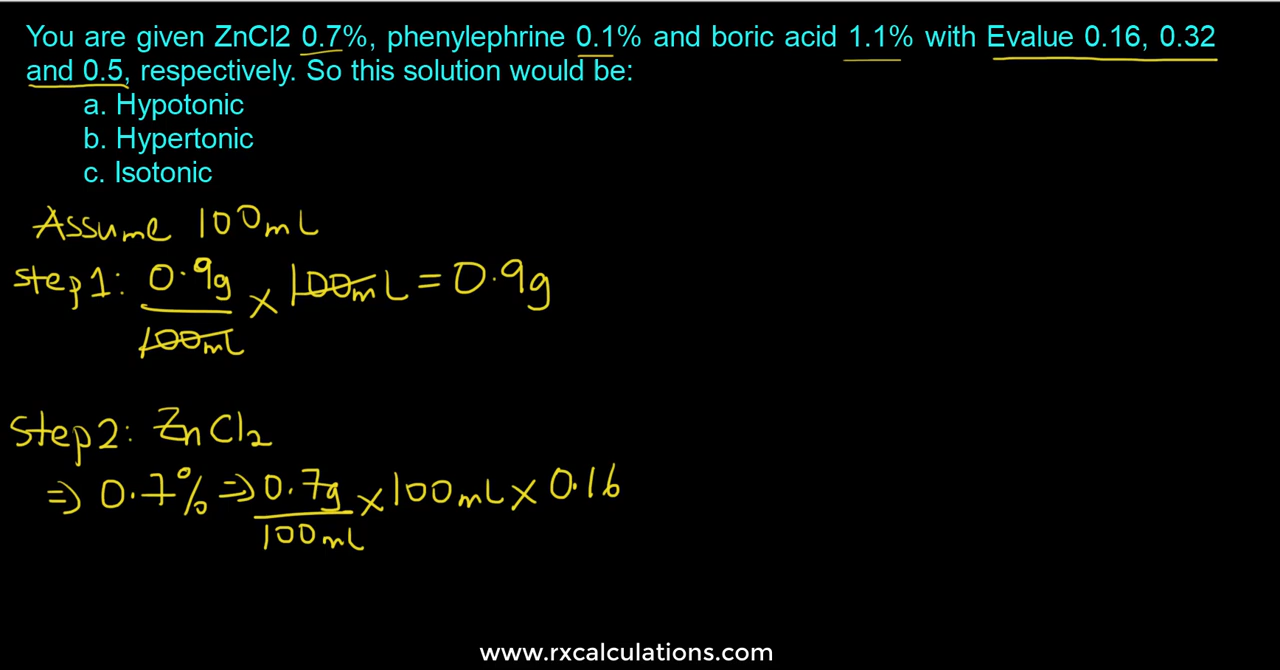 You are given ZnCl2 0.7%, phenylephrine 0.1% and boric acid 1.1% with Evalue 0.16, 0.32
and 0.5, respectively. So this solution would be:
a. Hypotonic
b. Hypertonic
c. Isotonic
Assume 100mL
Step1: 0.9g/100mL × 100mL = 0.9g
Step2: ZnCl2
⇒ 0.7% ⇒ 0.7g/100mL × 100mL × 0.16
www.rxcalculations.com